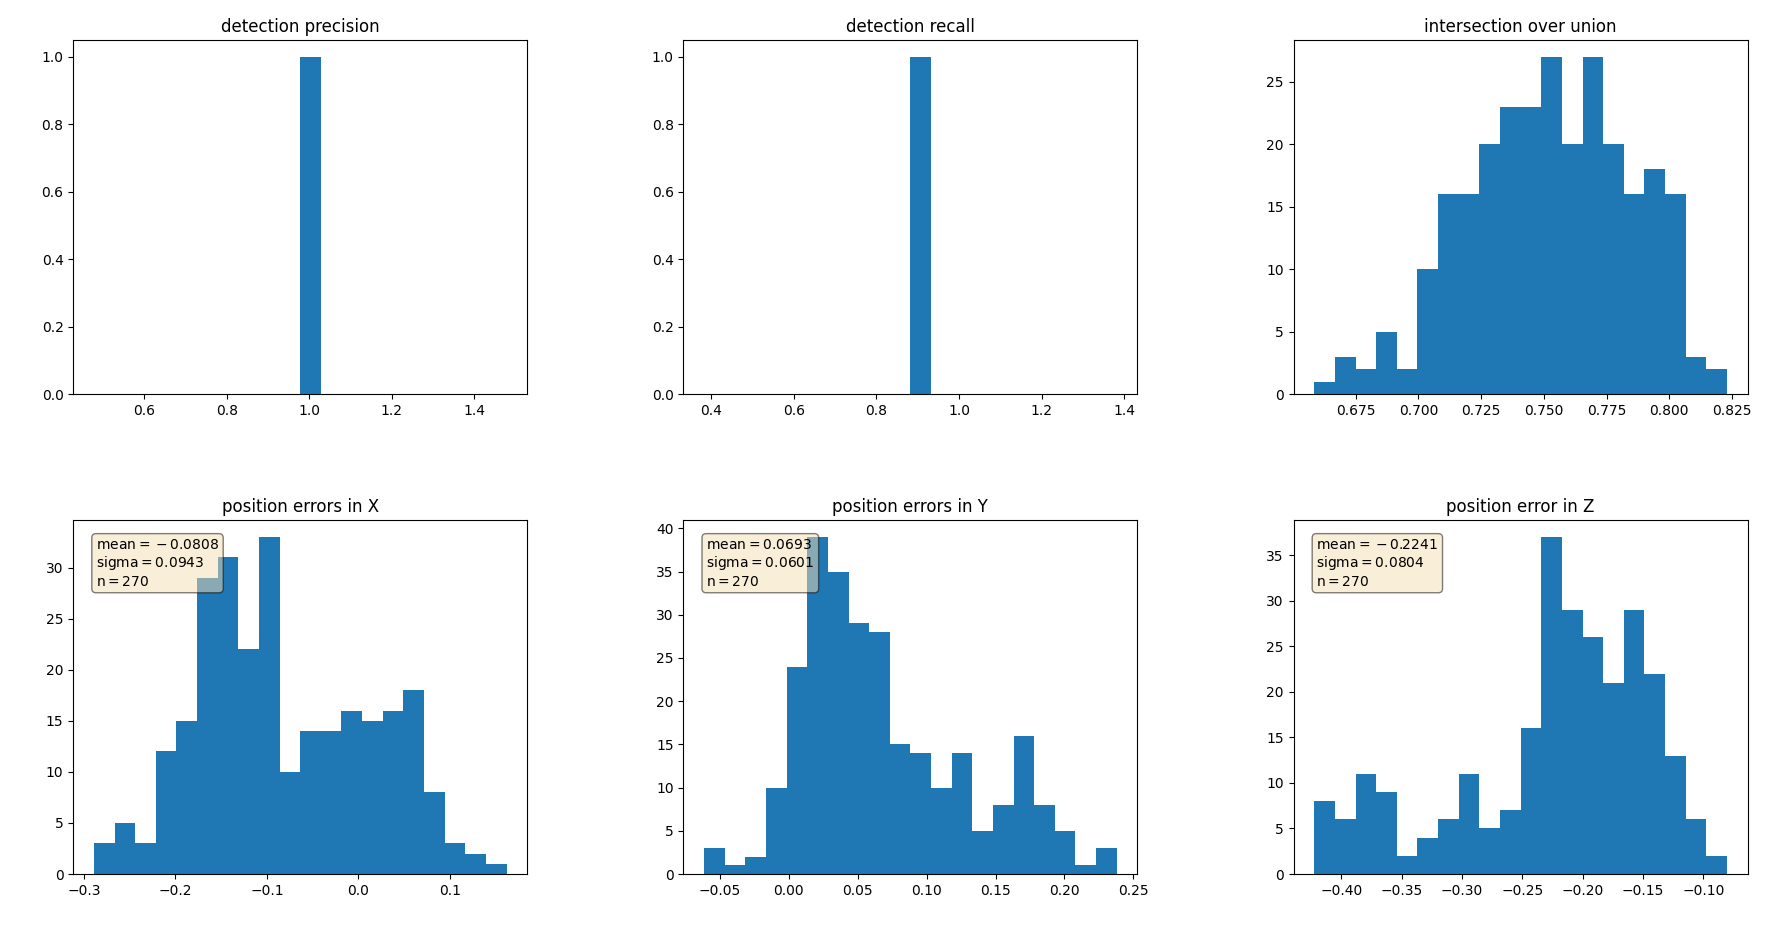 detection precision
1.0
0.8
0.6
0.4
0.2
0.0
0.6 0.8 1.0 1.2 1.4
detection recall
1.0
0.8
0.6
0.4
0.2
0.0
0.4 0.6 0.8 1.0 1.2 1.4
intersection over union
25
20
15
10
5
0
0.675 0.700 0.725 0.750 0.775 0.800 0.825
position errors in X
mean = −0.0808
sigma = 0.0943
n = 270
30
25
20
15
10
5
0
−0.3 −0.2 −0.1 0.0 0.1
position errors in Y
mean = 0.0693
sigma = 0.0601
n = 270
40
35
30
25
20
15
10
5
0
−0.05 0.00 0.05 0.10 0.15 0.20 0.25
position error in Z
mean = −0.2241
sigma = 0.0804
n = 270
35
30
25
20
15
10
5
0
−0.40 −0.35 −0.30 −0.25 −0.20 −0.15 −0.10